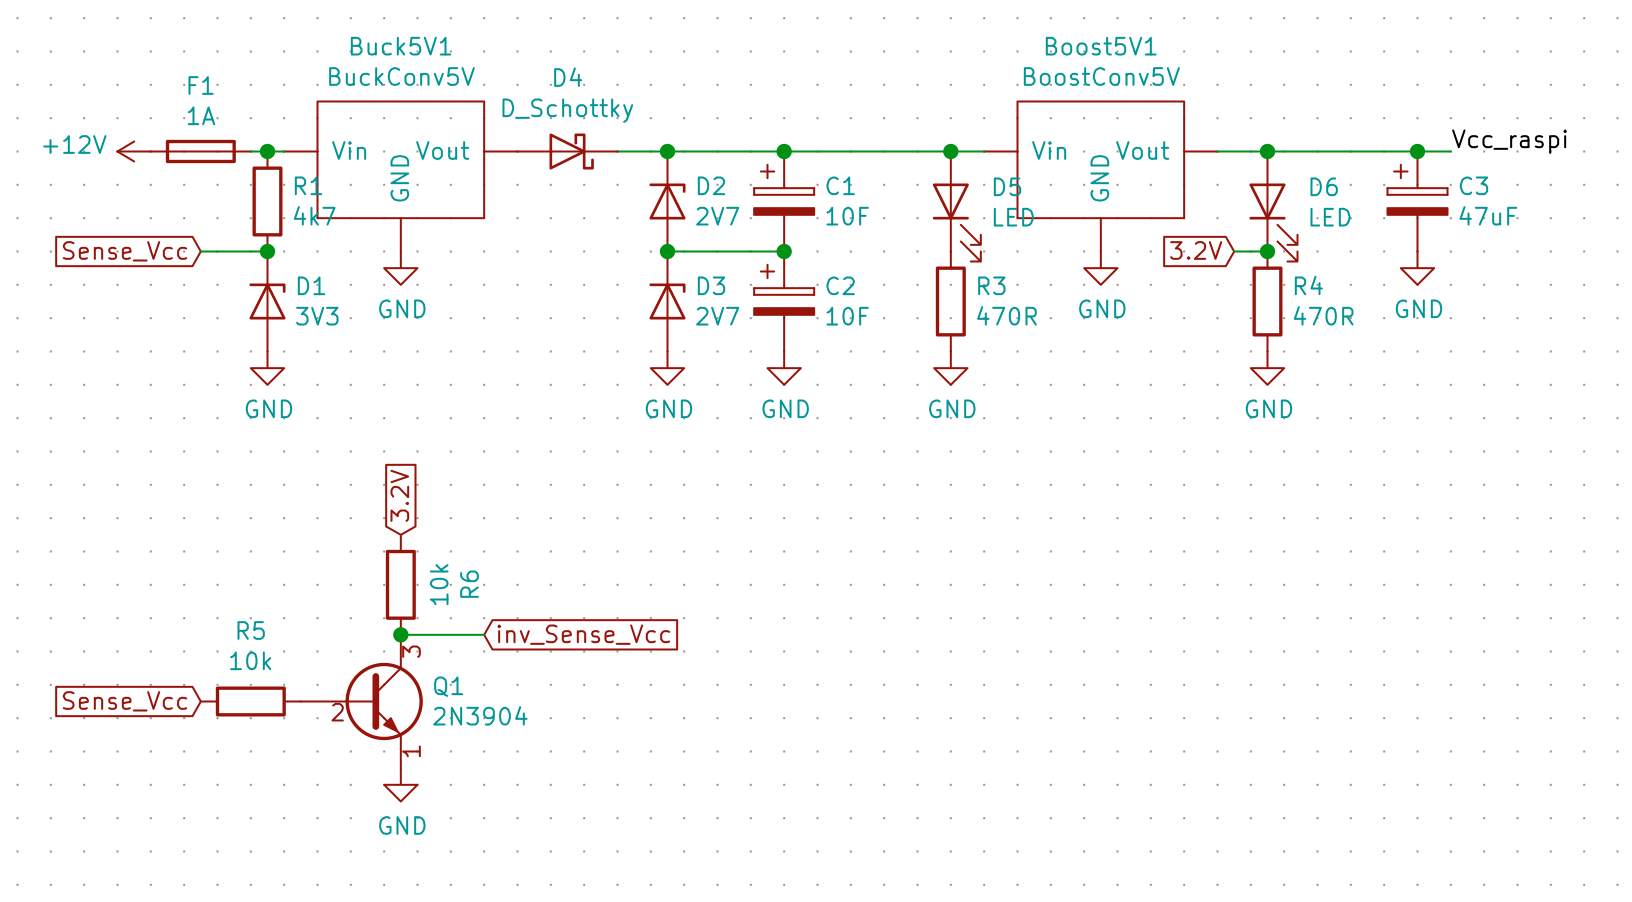 Buck5V1
BuckConv5V
Boost5V1
BoostConv5V
F1
1A
D4
D_Schottky
+12V
Vin
Vout
GND
Vin
Vout
GND
Vcc_raspi
R1
4k7
D2
2V7
C1
10F
D5
LED
D6
LED
C3
47uF
Sense_Vcc
3.2V
D1
3V3
GND
D3
2V7
C2
10F
R3
470R
GND
R4
470R
GND
GND
GND
GND
GND
GND
3.2V
10k
R6
R5
10k
inv_Sense_Vcc
3
Sense_Vcc
2
Q1
2N3904
1
GND